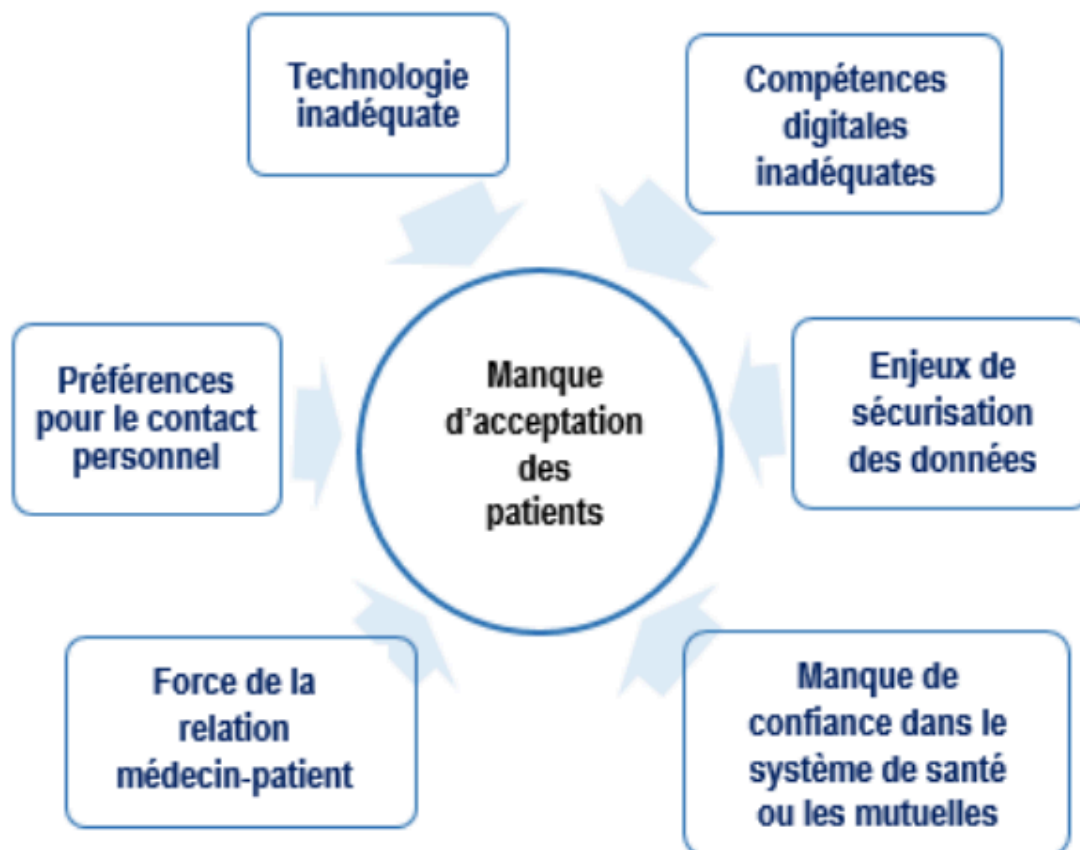 Technologie
inadéquate
Compétences
digitales
inadéquates
Préférences
pour le contact
personnel
Manque
d'acceptation
des
patients
Enjeux de
sécurisation
des données
Force de la
relation
médecin-patient
Manque de
confiance dans le
système de santé
ou les mutuelles